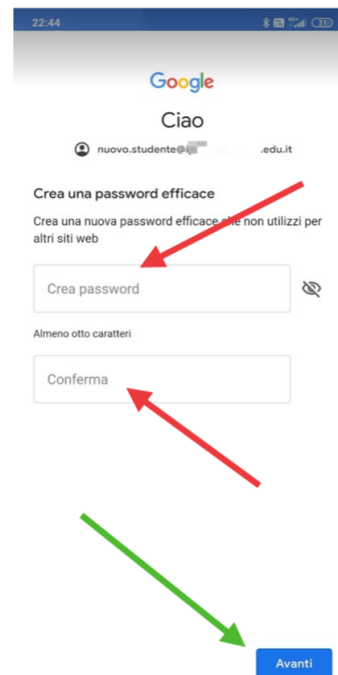 22:44
Google
Ciao
nuovo.studente@i .edu.it
Crea una password efficace
Crea una nuova password efficace che non utilizzi per
altri siti web
Crea password
Almeno otto caratteri
Conferma
Avanti